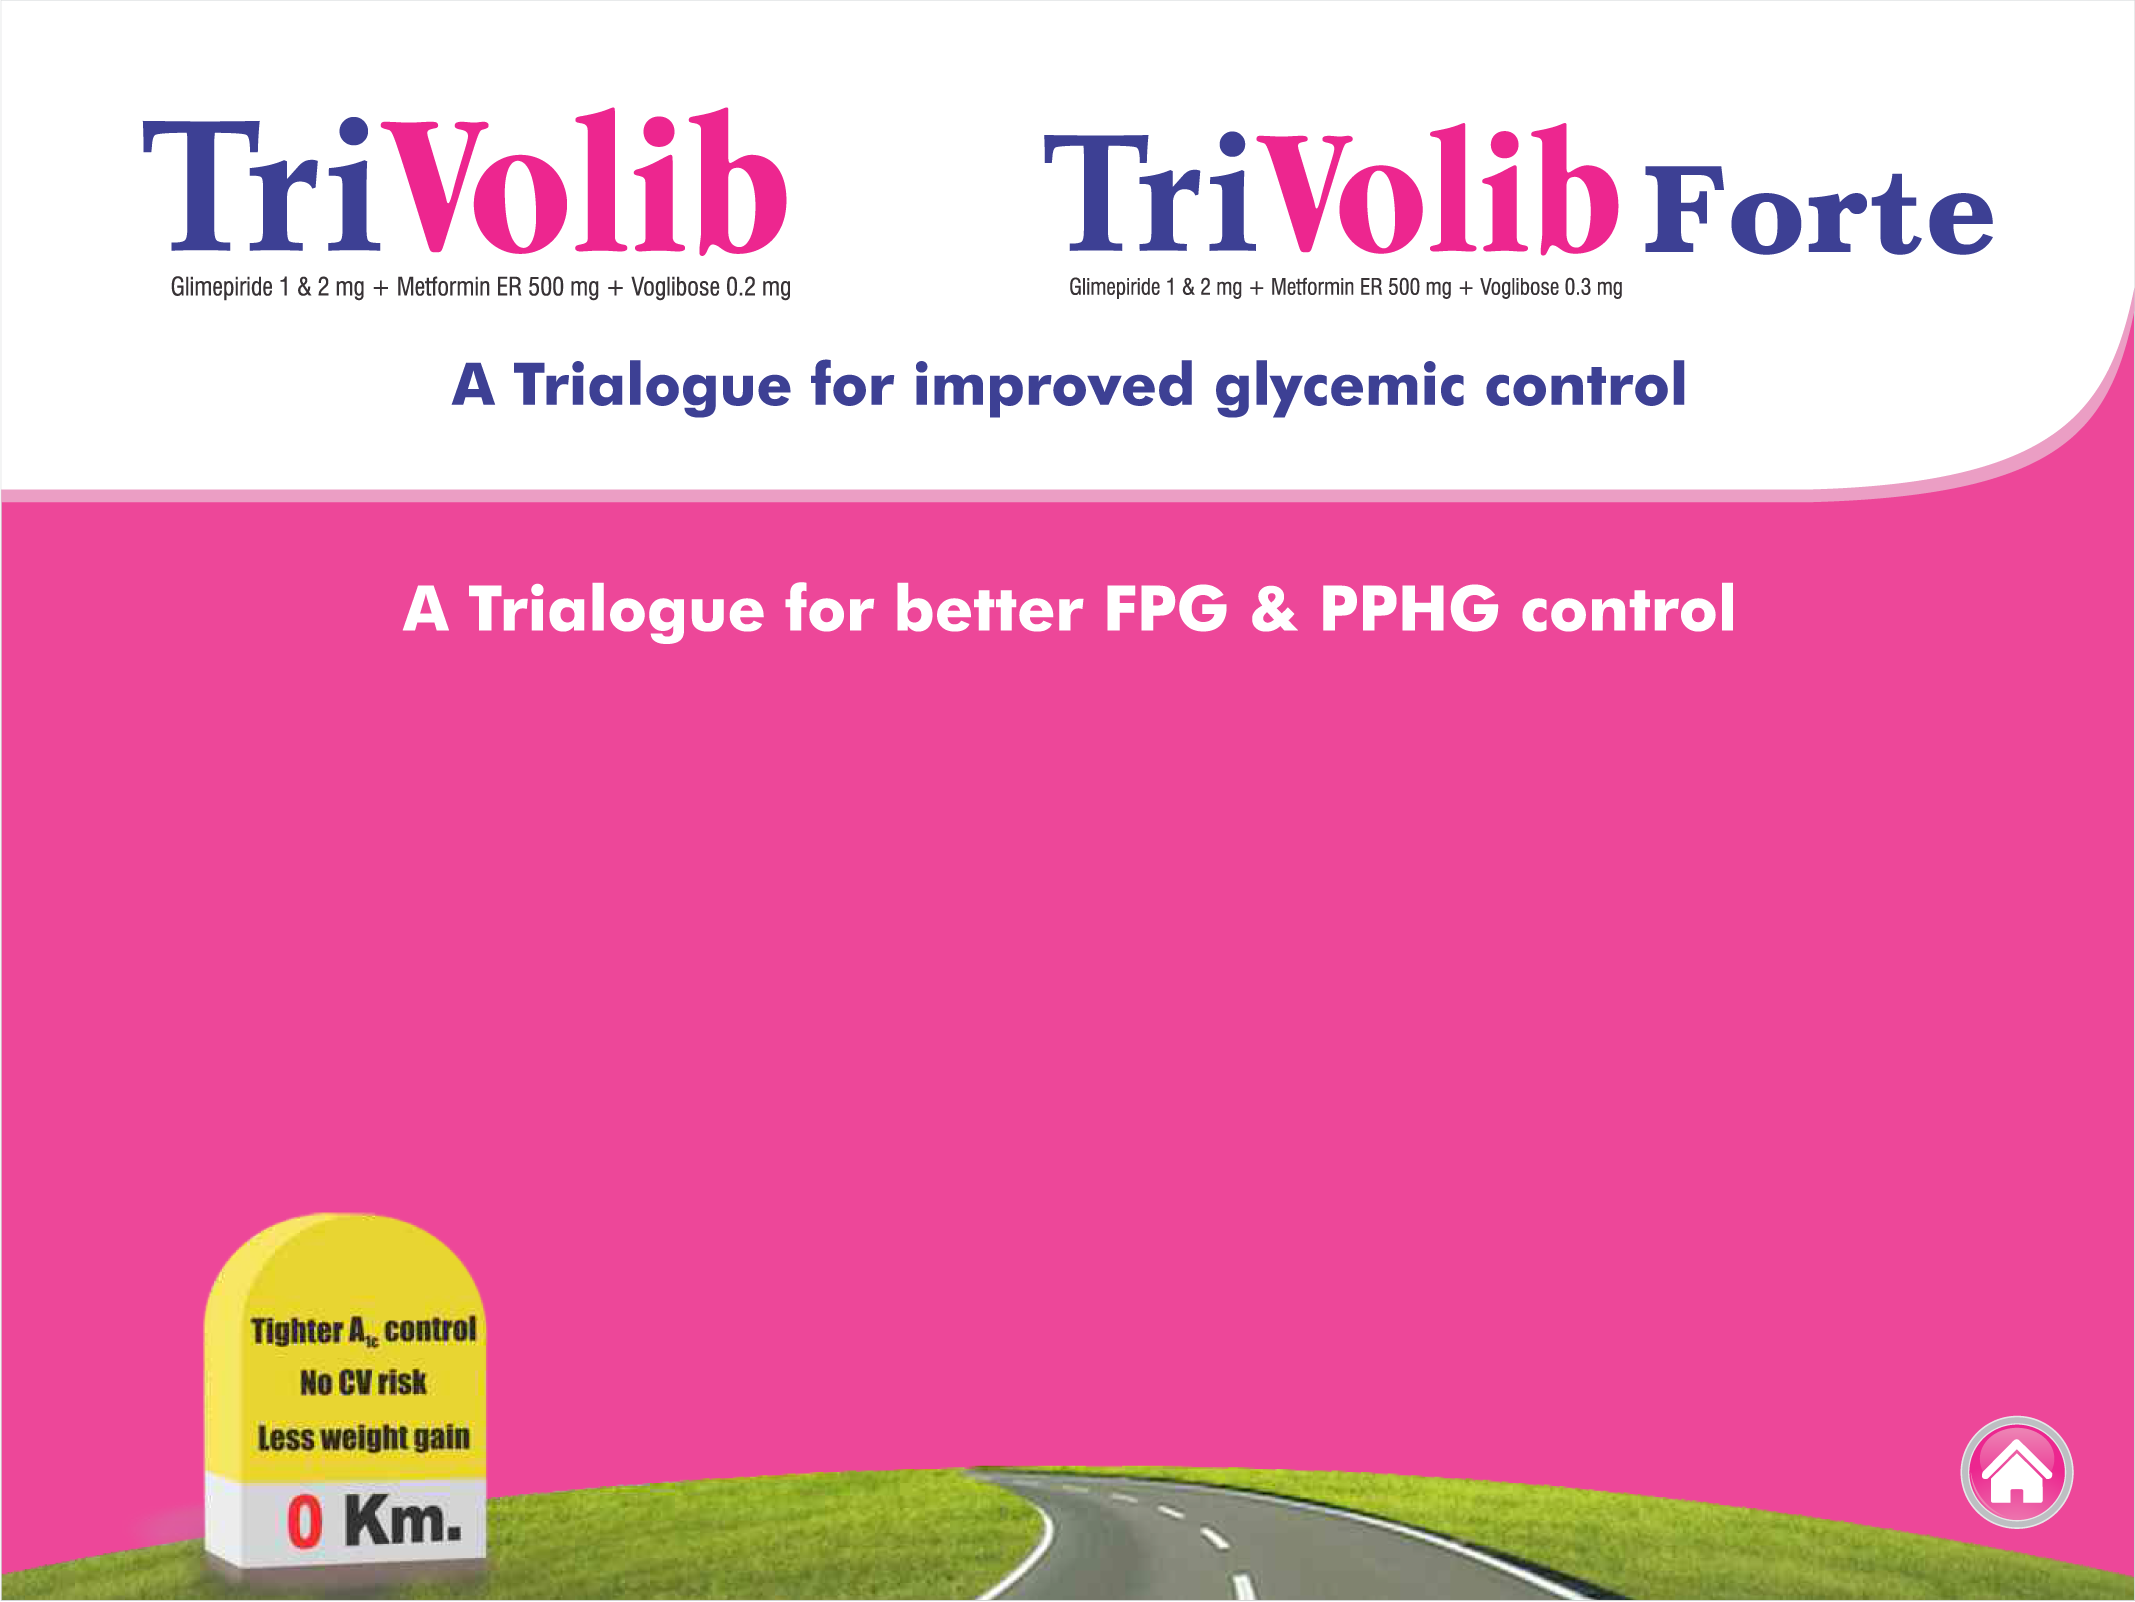 TriVolib
Glimepiride 1 & 2 mg + Metformin ER 500 mg + Voglibose 0.2 mg
TriVolib Forte
Glimepiride 1 & 2 mg + Metformin ER 500 mg + Voglibose 0.3 mg
A Trialogue for improved glycemic control
A Trialogue for better FPG & PPHG control
Tighter A1c control
No CV risk
Less weight gain
0 Km.